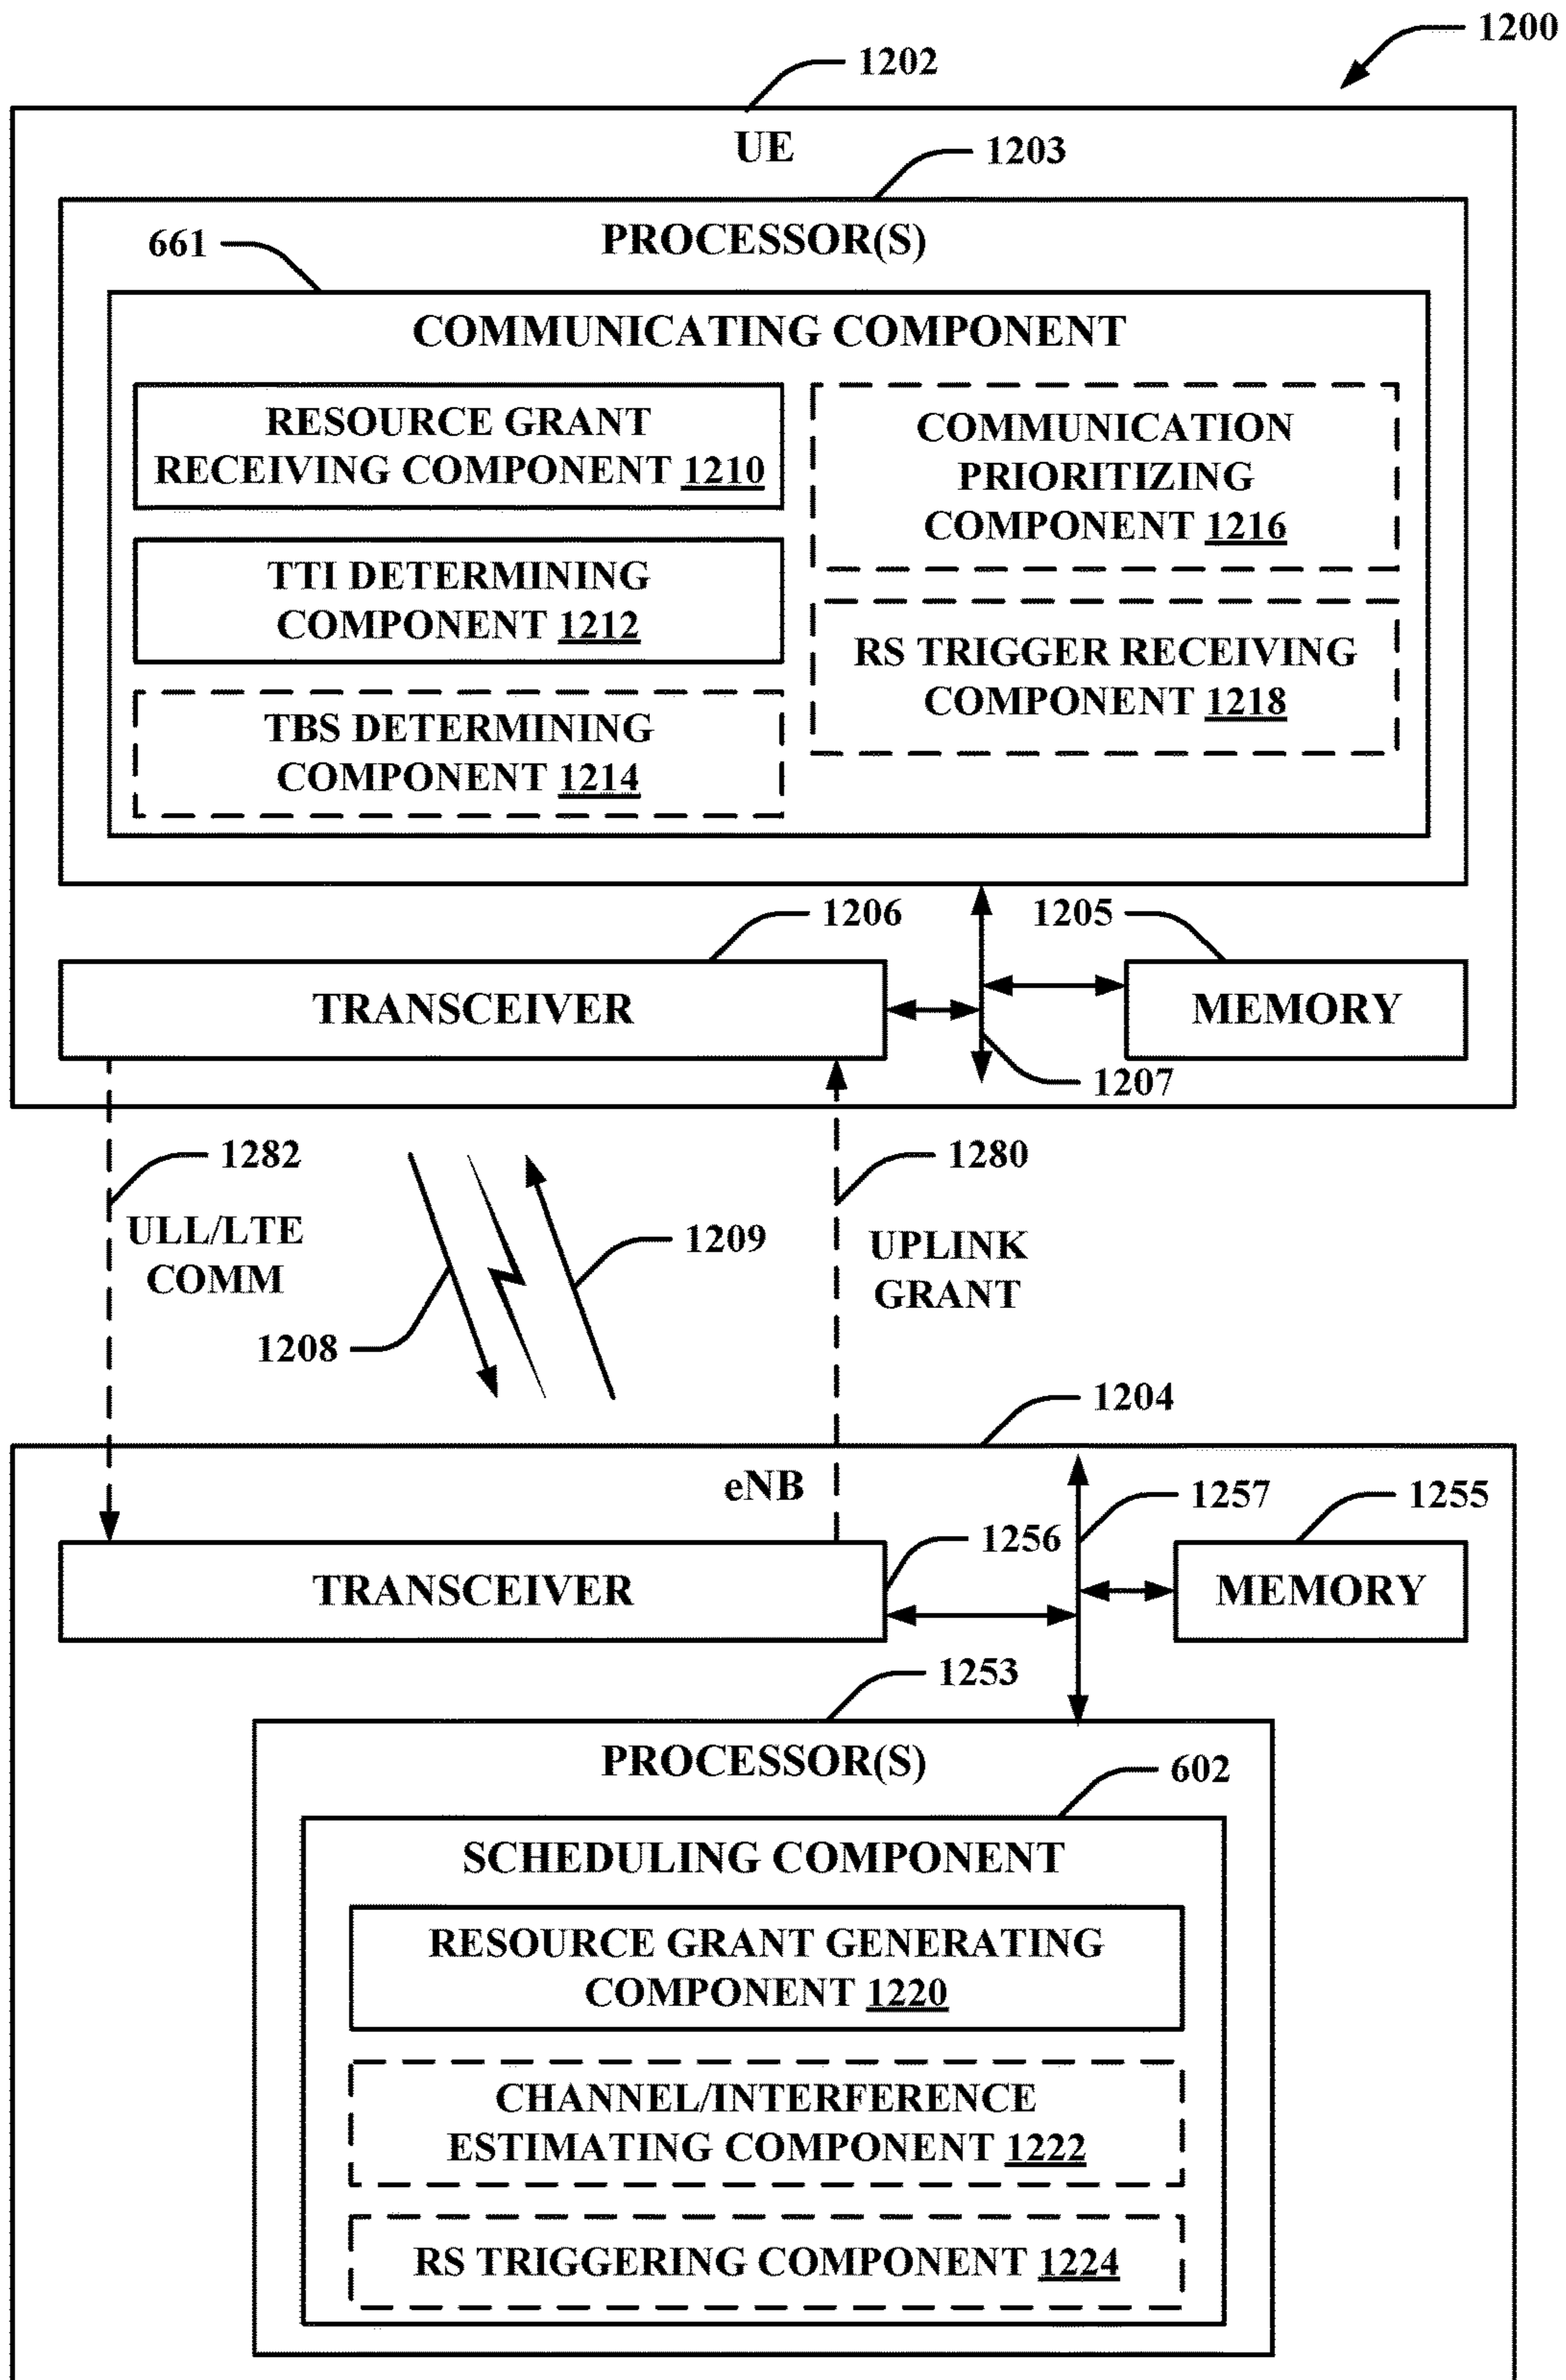 1200
1202
UE
1203
PROCESSOR(S)
661
COMMUNICATING COMPONENT
RESOURCE GRANT
RECEIVING COMPONENT 1210
TTI DETERMINING
COMPONENT 1212
TBS DETERMINING
COMPONENT 1214
COMMUNICATION
PRIORITIZING
COMPONENT 1216
RS TRIGGER RECEIVING
COMPONENT 1218
1206
1205
TRANSCEIVER
MEMORY
1207
1282
ULL/LTE
COMM
1208
1209
1280
UPLINK
GRANT
1204
eNB
1257
1255
1256
TRANSCEIVER
MEMORY
1253
PROCESSOR(S)
602
SCHEDULING COMPONENT
RESOURCE GRANT GENERATING
COMPONENT 1220
CHANNEL/INTERFERENCE
ESTIMATING COMPONENT 1222
RS TRIGGERING COMPONENT 1224